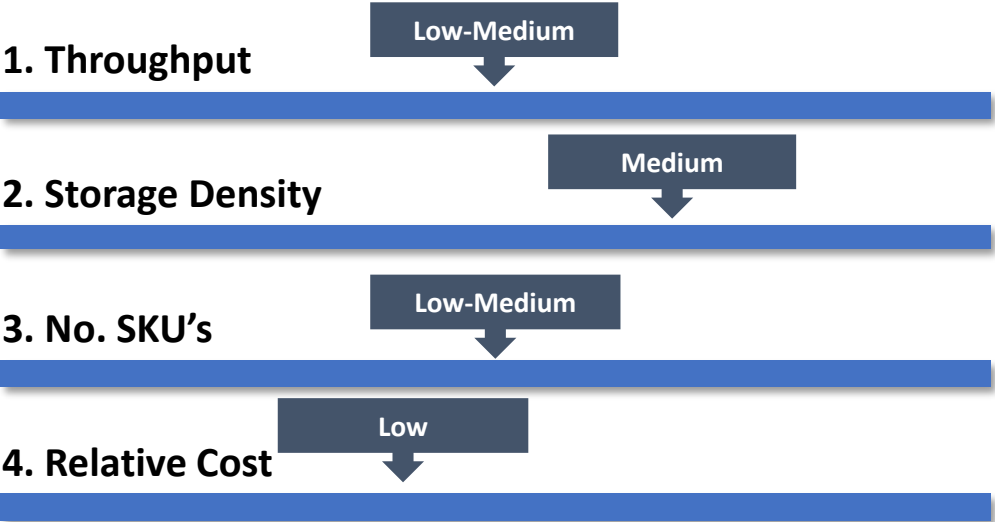 Low-Medium
1. Throughput
Medium
2. Storage Density
Low-Medium
3. No. SKU’s
Low
4. Relative Cost